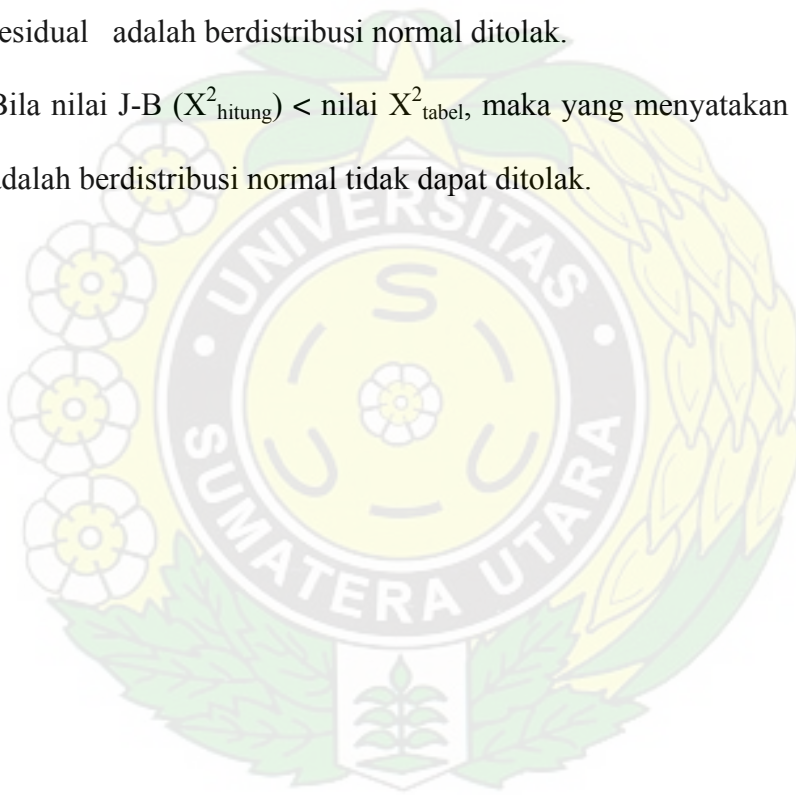 esidual adalah berdistribusi normal ditolak.
Bila nilai J-B (X²hitung) < nilai X²tabel, maka yang menyatakan
adalah berdistribusi normal tidak dapat ditolak.
UNIVERSITAS
S
U U
SUMATERA UTARA